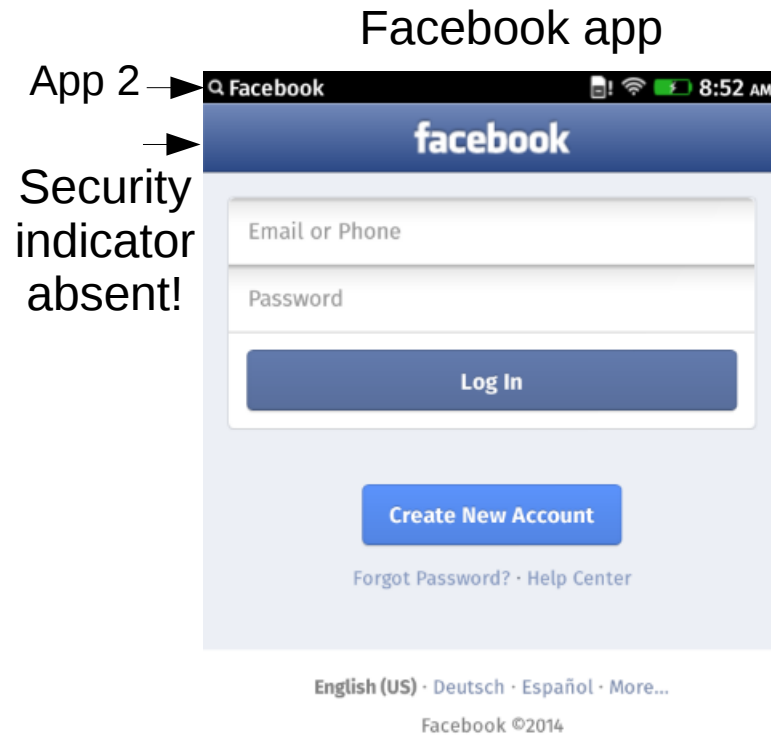 Facebook app
App 2
Facebook
! 8:52 AM
facebook
Security
indicator
absent!
Email or Phone
Password
Log In
Create New Account
Forgot Password? · Help Center
English (US) · Deutsch · Español · More...
Facebook ©2014